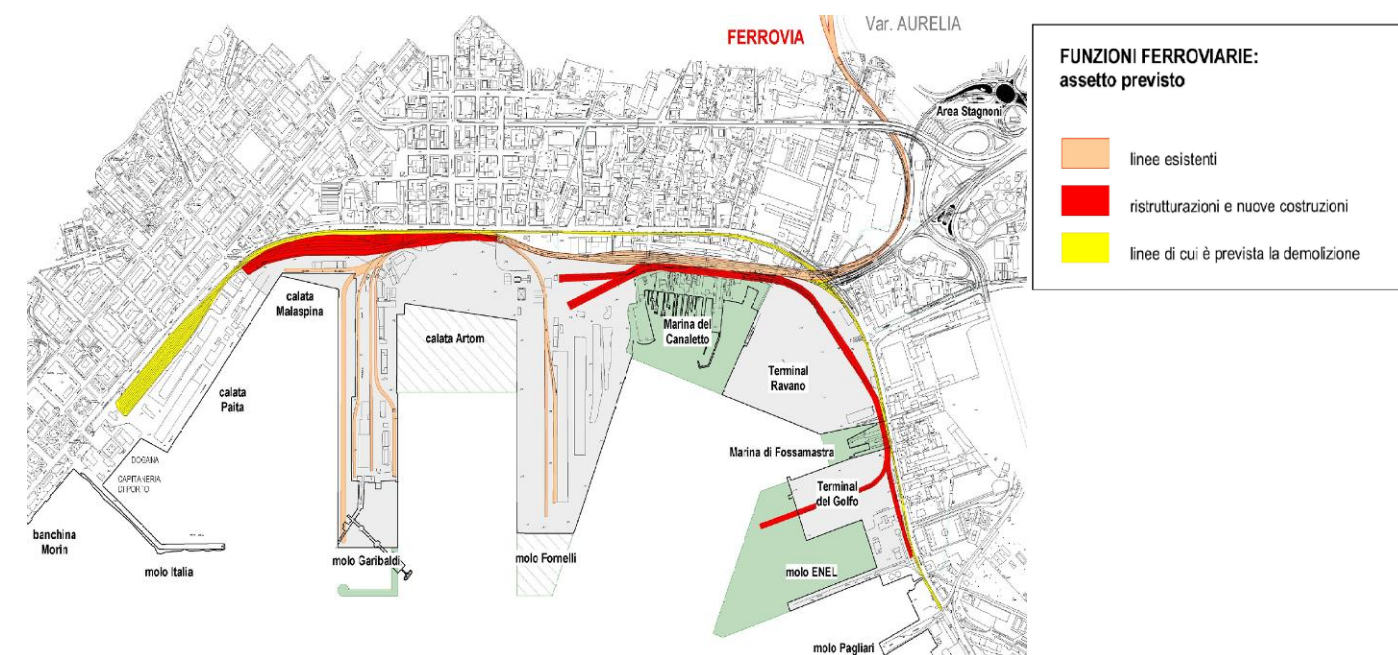 FERROVIA
Var. AURELIA
Area Stagnoni
calata
Malaspina
calata Artom
Marina del
Canaletto
Terminal
Ravano
calata
Paita
Marina di Fossamastra
DOGANA
CAPITANERIA
DI PORTO
Terminal
del Golfo
banchina
Morin
molo Italia
molo Garibaldi
molo Fornelli
molo ENEL
molo Pagliari
FUNZIONI FERROVIARIE:
assetto previsto
linee esistenti
ristrutturazioni e nuove costruzioni
linee di cui è prevista la demolizione